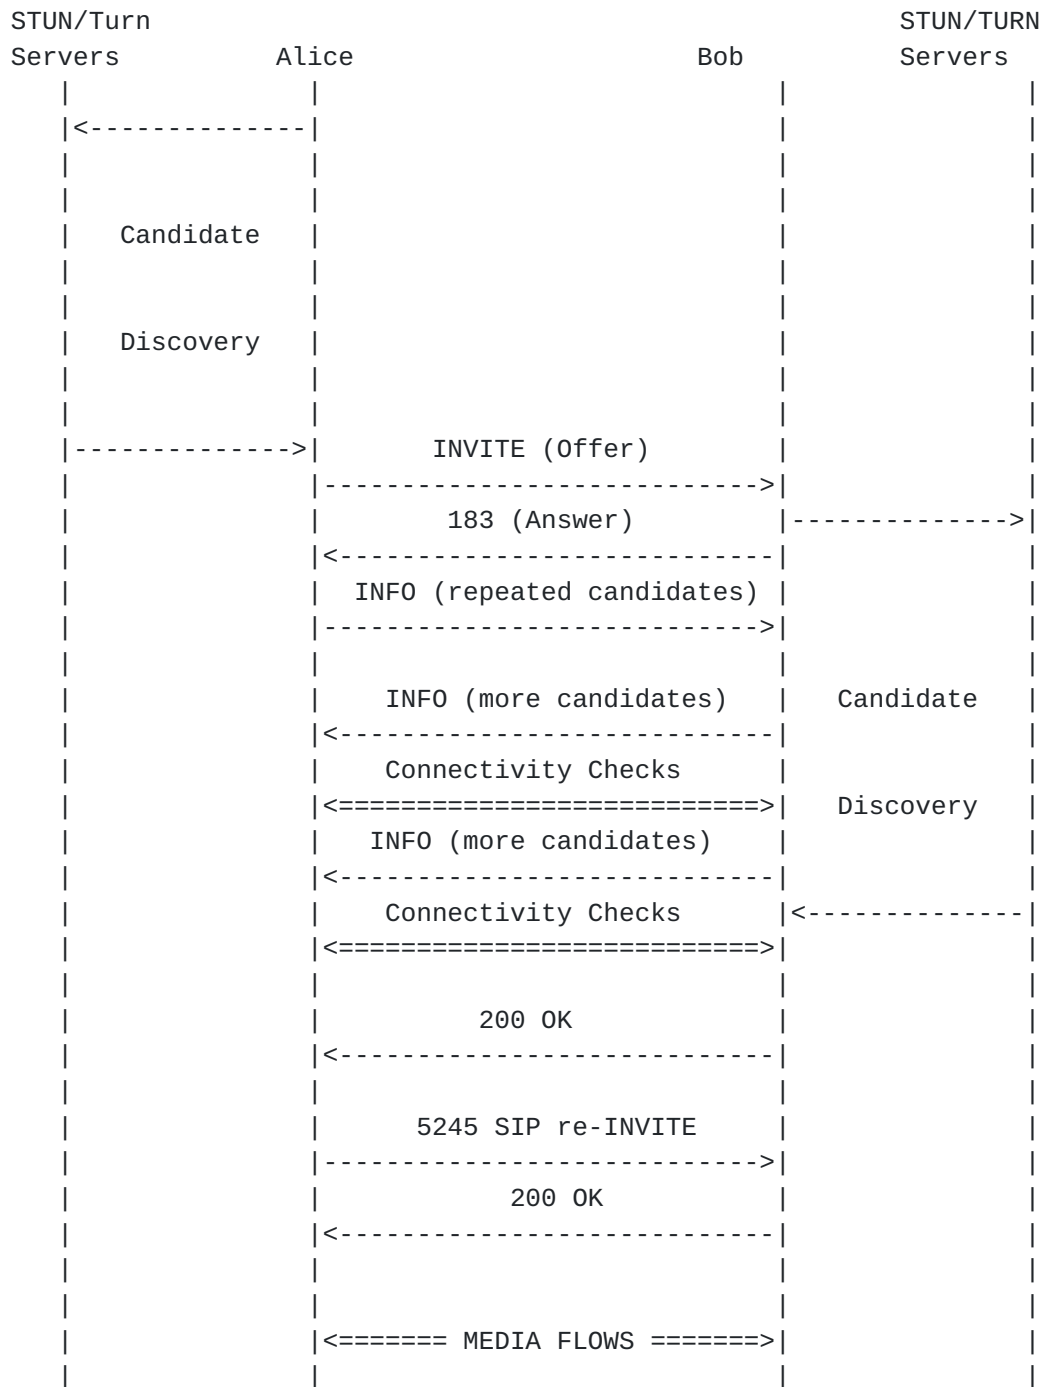 STUN/Turn STUN/TURN
Servers Alice Bob Servers
Candidate
Discovery
INVITE (Offer)
183 (Answer)
INFO (repeated candidates)
INFO (more candidates) Candidate
Connectivity Checks
Discovery
INFO (more candidates)
Connectivity Checks
200 OK
5245 SIP re-INVITE
200 OK
MEDIA FLOWS